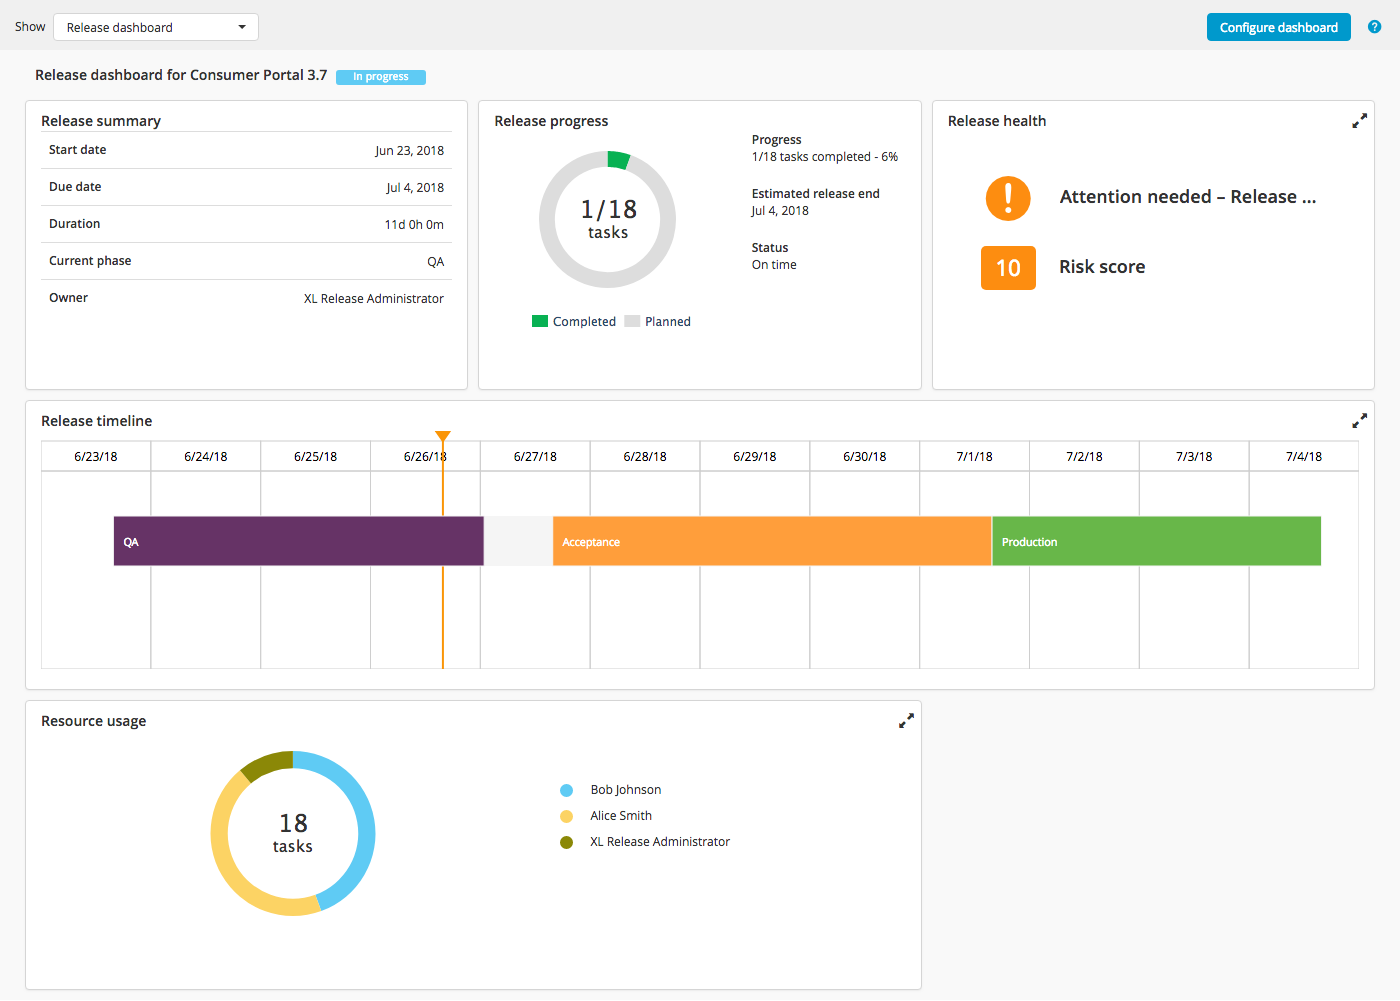 Show
Release dashboard
Configure dashboard
?
Release dashboard for Consumer Portal 3.7
In progress
Release summary
Start date Jun 23, 2018
Due date Jul 4, 2018
Duration 11d 0h 0m
Current phase QA
Owner XL Release Administrator
Release progress
1/18
tasks
Completed Planned
Progress
1/18 tasks completed - 6%
Estimated release end
Jul 4, 2018
Status
On time
Release health
! Attention needed – Release ...
10 Risk score
Release timeline
6/23/18 6/24/18 6/25/18 6/26/18 6/27/18 6/28/18 6/29/18 6/30/18 7/1/18 7/2/18 7/3/18 7/4/18
QA Acceptance Production
Resource usage
18
tasks
Bob Johnson
Alice Smith
XL Release Administrator